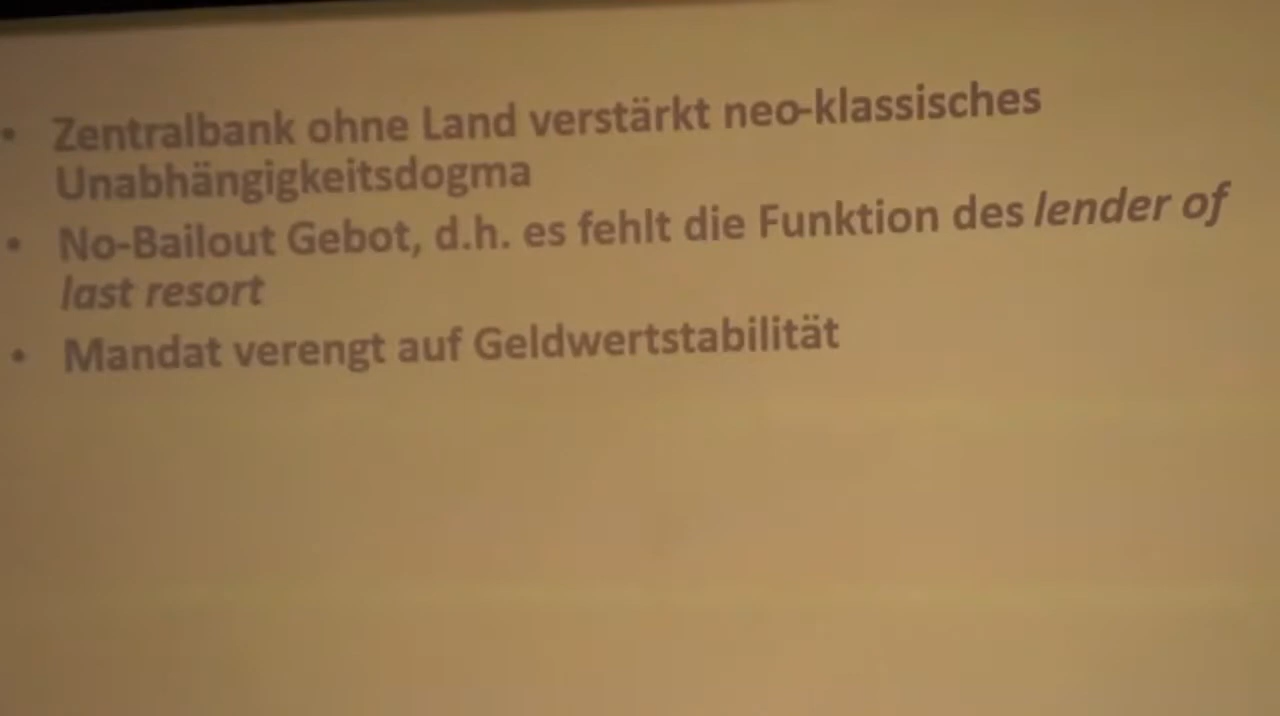 • Zentralbank ohne Land verstärkt neo-klassisches
Unabhängigkeitsdogma
• No-Bailout Gebot, d.h. es fehlt die Funktion des lender of
last resort
• Mandat verengt auf Geldwertstabilität